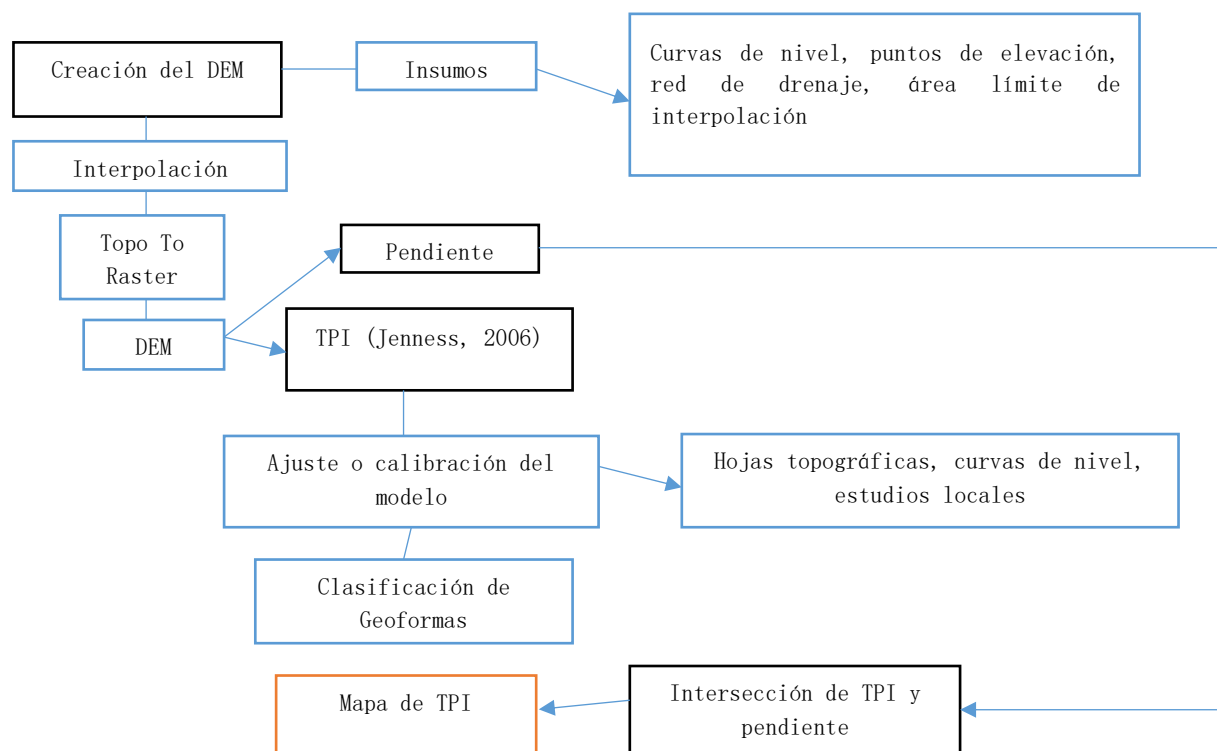 Creación del DEM
Insumos
Curvas de nivel, puntos de elevación,
red de drenaje, área límite de
interpolación
Interpolación
Topo To
Raster
Pendiente
DEM
TPI (Jenness, 2006)
Ajuste o calibración del
modelo
Hojas topográficas, curvas de nivel,
estudios locales
Clasificación de
Geoformas
Mapa de TPI
Intersección de TPI y
pendiente